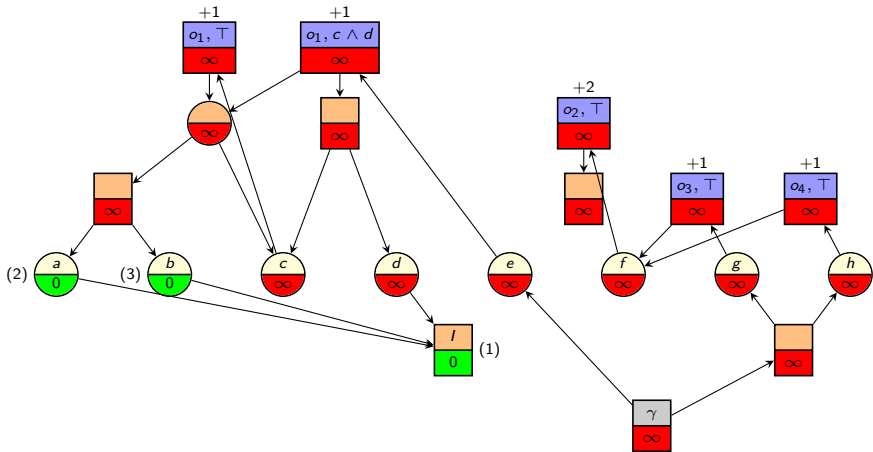 +1 +1
o₁, ⊤ o₁, c ∧ d
∞ ∞
+2
o₂, ⊤
∞ ∞ ∞
+1 +1
o₃, ⊤ o₄, ⊤
∞ ∞ ∞ ∞
(2) a (3) b c d e f g h
0 0 ∞ ∞ ∞ ∞ ∞ ∞
I (1)
0 ∞
γ
∞